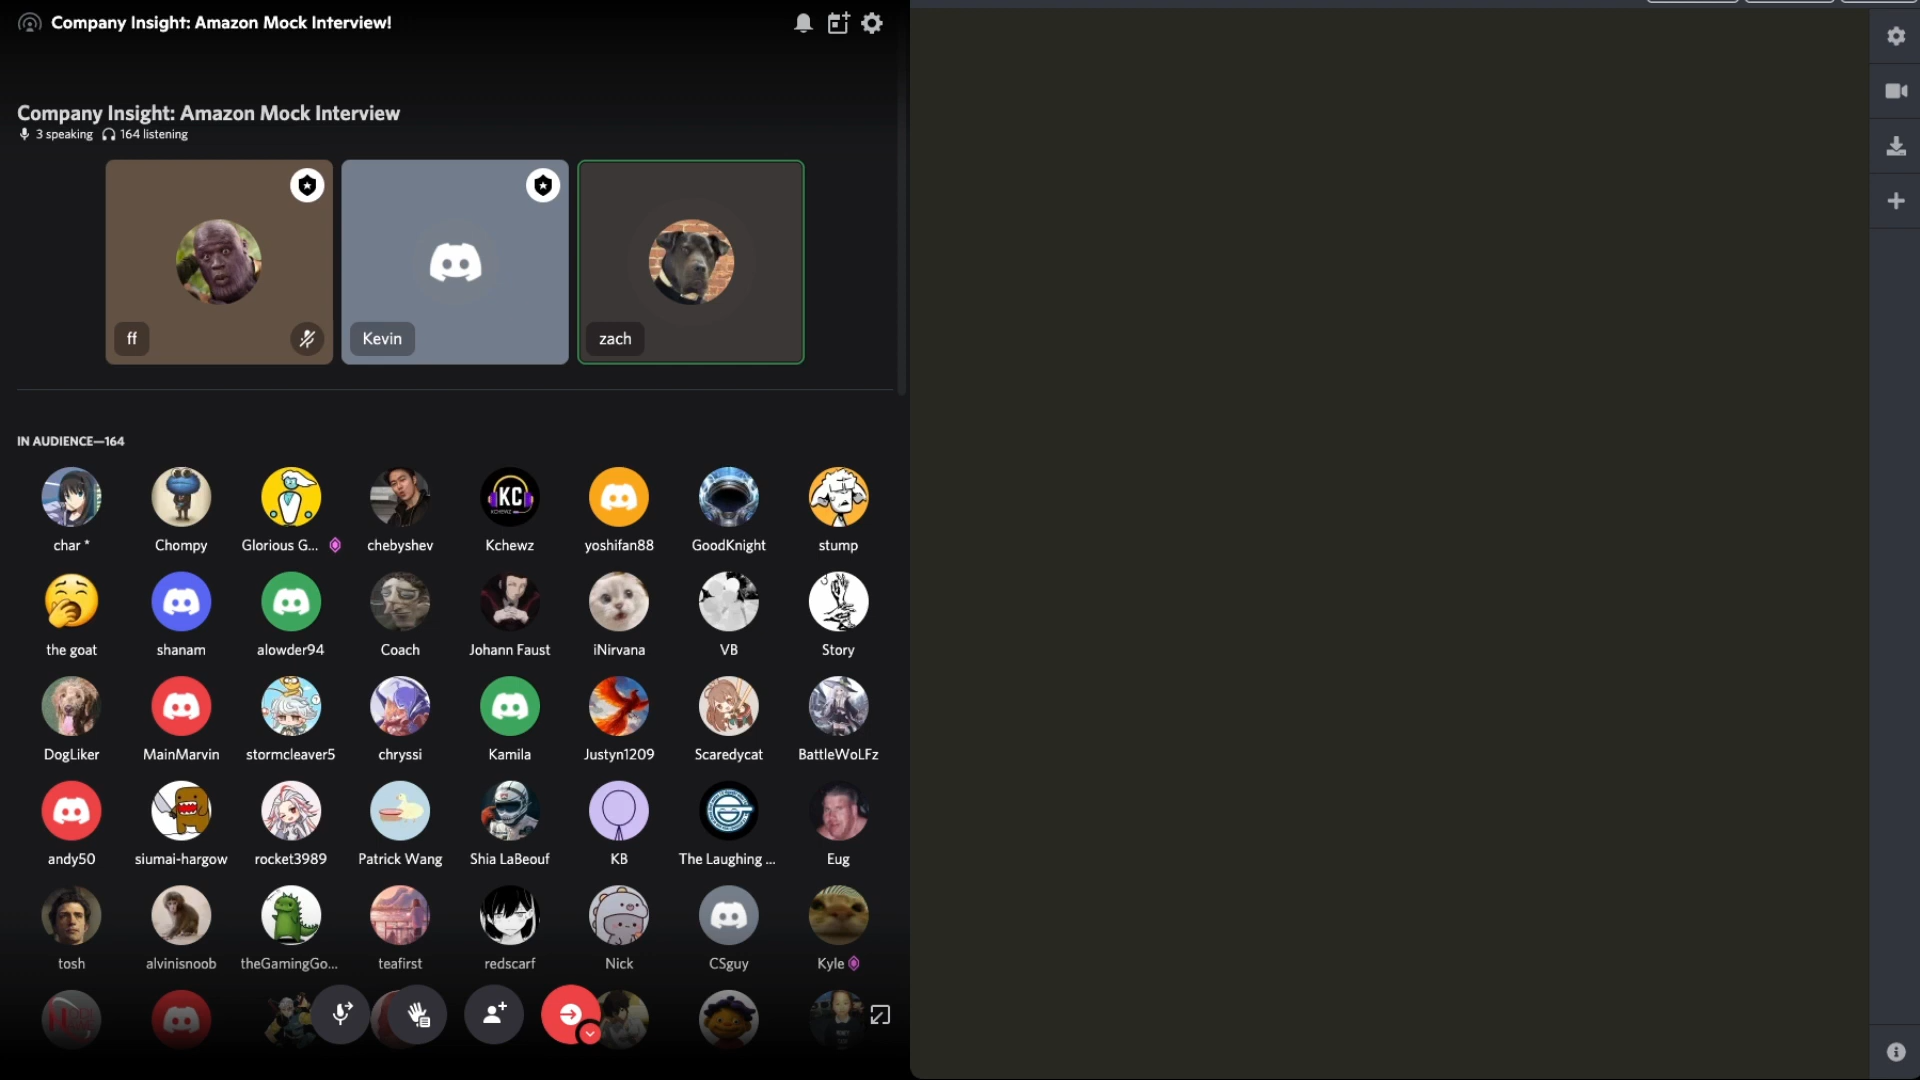 Company Insight: Amazon Mock Interview!
Company Insight: Amazon Mock Interview
3 speaking 164 listening
ff
Kevin
zach
IN AUDIENCE—164
char * Chompy Glorious G... chebyshev Kchewz yoshifan88 GoodKnight stump
the goat shanam alowder94 Coach Johann Faust iNirvana VB Story
DogLiker MainMarvin stormcleaver5 chryssi Kamila Justyn1209 Scaredycat BattleWoLFz
andy50 siumai-hargow rocket3989 Patrick Wang Shia LaBeouf KB The Laughing ... Eug
tosh alvinisnoob theGamingGo... teafirst redscarf Nick CSguy Kyle
KC